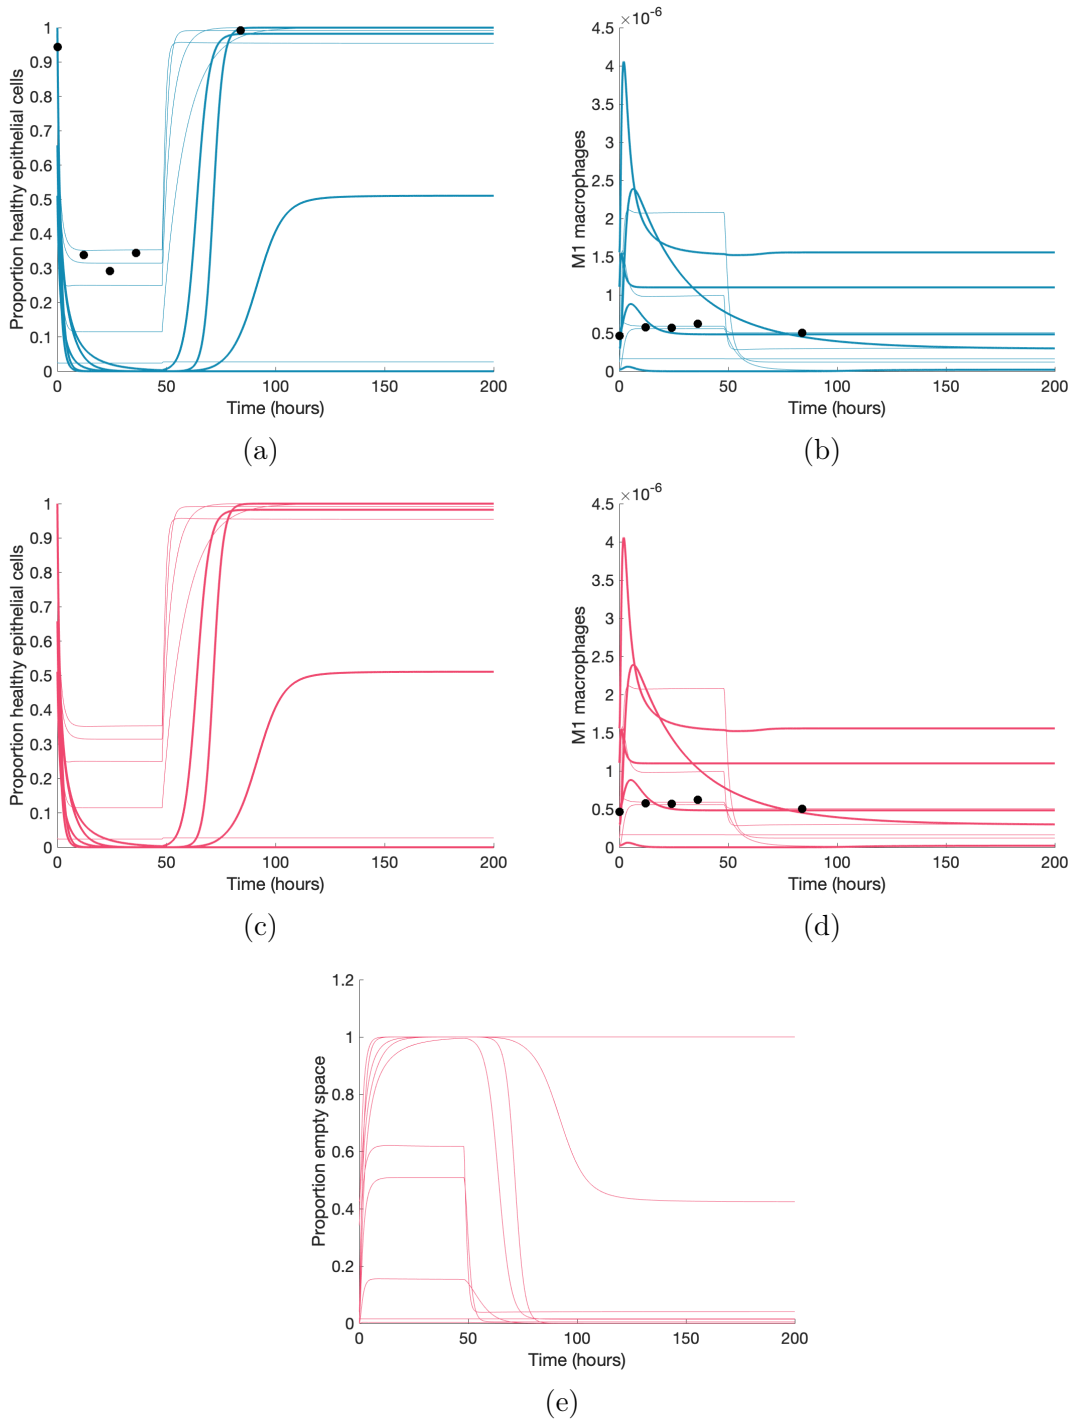 1
0.9
0.8
0.7
0.6
0.5
0.4
0.3
0.2
0.1
0
0 50 100 150 200
Proportion healthy epithelial cells
Time (hours)
(a)
×10⁻⁶
4.5
4
3.5
3
2.5
2
1.5
1
0.5
0
0 50 100 150 200
M1 macrophages
Time (hours)
(b)
1
0.9
0.8
0.7
0.6
0.5
0.4
0.3
0.2
0.1
0
0 50 100 150 200
Proportion healthy epithelial cells
Time (hours)
(c)
×10⁻⁶
4.5
4
3.5
3
2.5
2
1.5
1
0.5
0
0 50 100 150 200
M1 macrophages
Time (hours)
(d)
1.2
1
0.8
0.6
0.4
0.2
0
0 50 100 150 200
Proportion empty space
Time (hours)
(e)